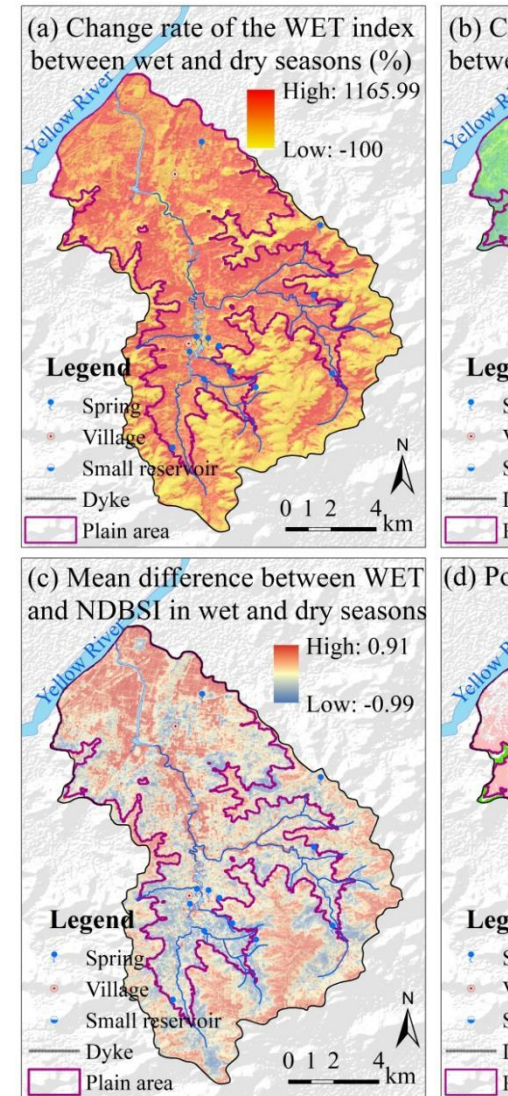 (a) Change rate of the WET index
between wet and dry seasons (%)
High: 1165.99
Low: -100
Yellow River
Legend
Spring
Village
Small reservoir
Dyke
Plain area
N
0 1 2 4
km
(b) C
betwe
Leg
(c) Mean difference between WET
and NDBSI in wet and dry seasons
High: 0.91
Low: -0.99
Yellow River
Legend
Spring
Village
Small reservoir
Dyke
Plain area
N
0 1 2 4
km
(d) Po
Yellow
Leg